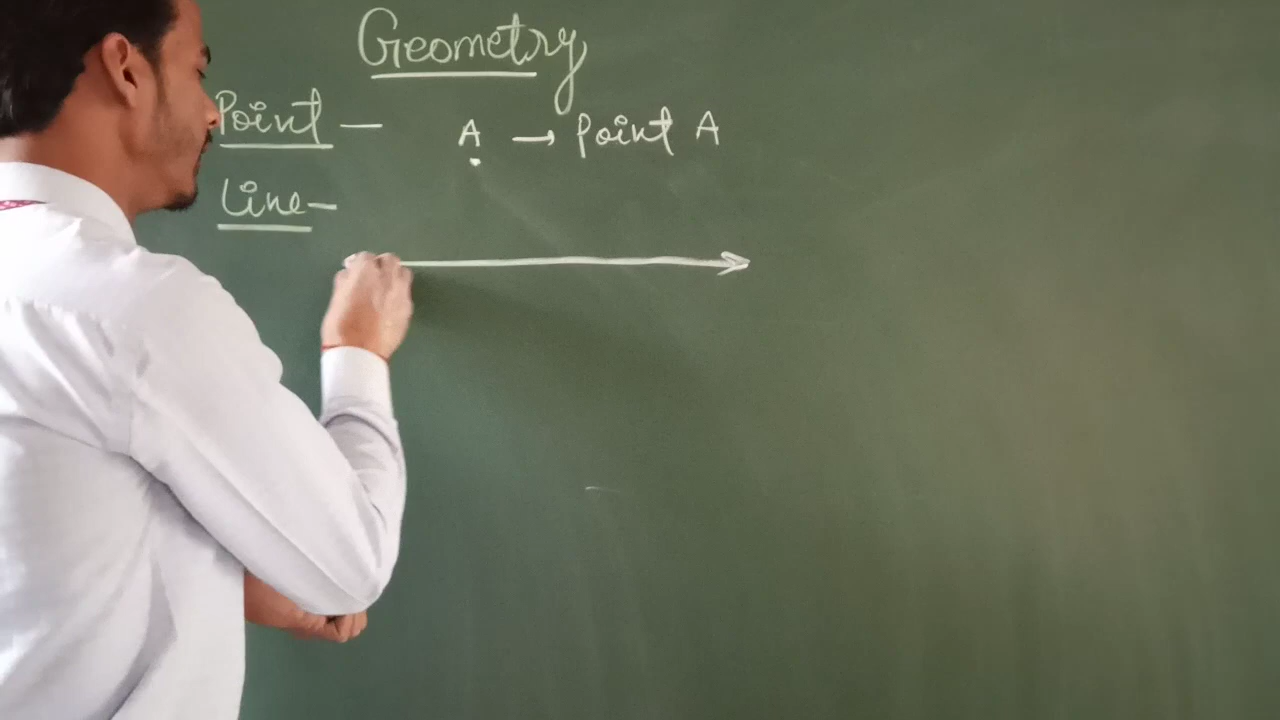 Geometry
Point — A → Point A
Line —